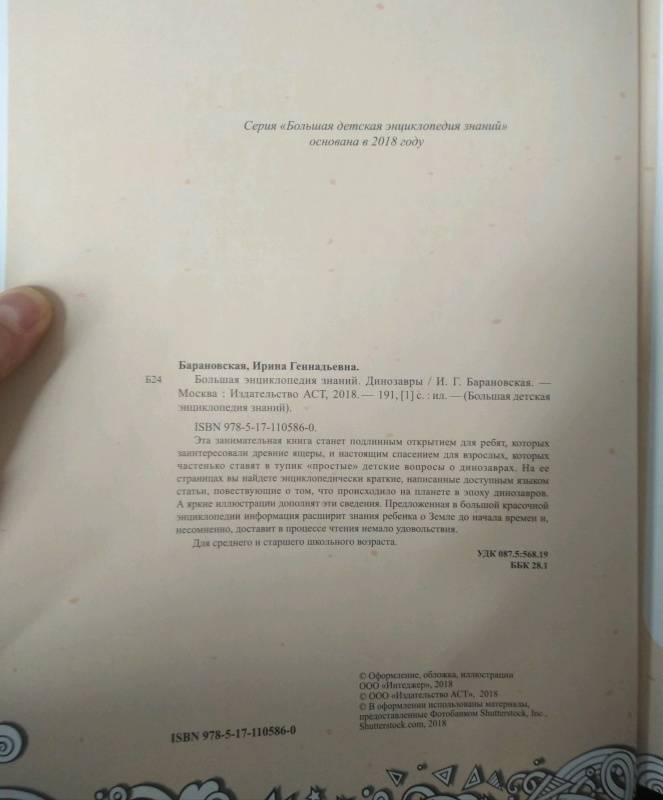 Серия «Большая детская энциклопедия знаний»
основана в 2018 году
Барановская, Ирина Геннадьевна.
Б24 Большая энциклопедия знаний. Динозавры / И. Г. Барановская. —
Москва : Издательство АСТ, 2018. — 191, [1] с. : ил. — (Большая детская
энциклопедия знаний).
ISBN 978-5-17-110586-0.
Эта занимательная книга станет подлинным открытием для ребят, которых
заинтересовали древние ящеры, и настоящим спасением для взрослых, которых
частенько ставят в тупик «простые» детские вопросы о динозаврах. На ее
страницах вы найдете энциклопедически краткие, написанные доступным языком
статьи, повествующие о том, что происходило на планете в эпоху динозавров.
А яркие иллюстрации дополнят эти сведения. Предложенная в большой красочной
энциклопедии информация расширит знания ребенка о Земле до начала времен и,
несомненно, доставит в процессе чтения немало удовольствия.
Для среднего и старшего школьного возраста.
УДК 087.5:568.19
ББК 28.1
© Оформление, обложка, иллюстрации
ООО «Интеджер», 2018
© ООО «Издательство АСТ», 2018
© В оформлении использованы материалы,
предоставленные Фотобанком Shutterstock, Inc.,
Shutterstock.com, 2018
ISBN 978-5-17-110586-0